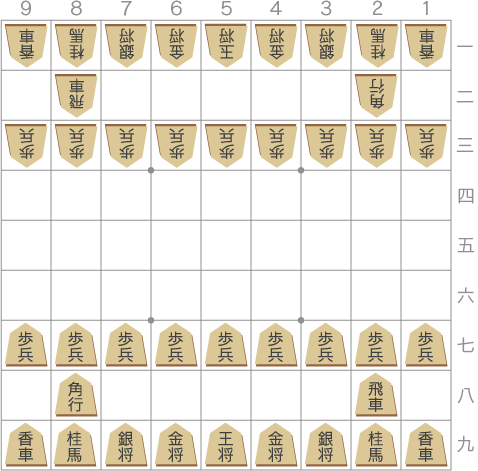 9 8 7 6 5 4 3 2 1
香車 桂馬 銀将 金将 王将 金将 銀将 桂馬 香車 一
飛車 角行 二
歩兵 歩兵 歩兵 歩兵 歩兵 歩兵 歩兵 歩兵 歩兵 三
四
五
六
歩兵 歩兵 歩兵 歩兵 歩兵 歩兵 歩兵 歩兵 歩兵 七
角行 飛車 八
香車 桂馬 銀将 金将 王将 金将 銀将 桂馬 香車 九